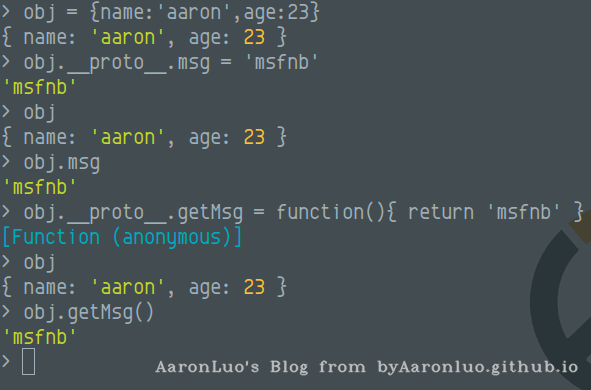 > obj = {name:'aaron',age:23}
{ name: 'aaron', age: 23 }
> obj.__proto__.msg = 'msfnb'
'msfnb'
> obj
{ name: 'aaron', age: 23 }
> obj.msg
'msfnb'
> obj.__proto__.getMsg = function(){ return 'msfnb' }
[Function (anonymous)]
> obj
{ name: 'aaron', age: 23 }
> obj.getMsg()
'msfnb'
>
AaronLuo's Blog from byAaronluo.github.io